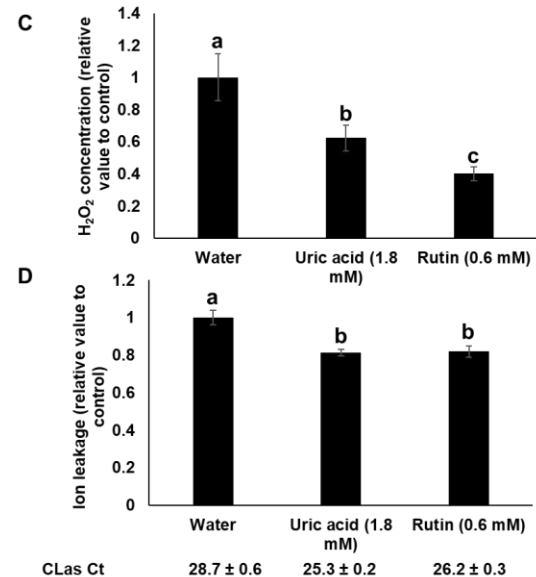 C
H₂O₂ concentration (relative
value to control)
1.4
1.2
1
0.8
0.6
0.4
0.2
0
a
b
c
Water
Uric acid (1.8
mM)
Rutin (0.6 mM)
D
Ion leakage (relative value to
control)
1.2
1
0.8
0.6
0.4
0.2
0
a
b
b
Water
Uric acid (1.8
mM)
Rutin (0.6 mM)
CLas Ct 28.7 ± 0.6 25.3 ± 0.2 26.2 ± 0.3